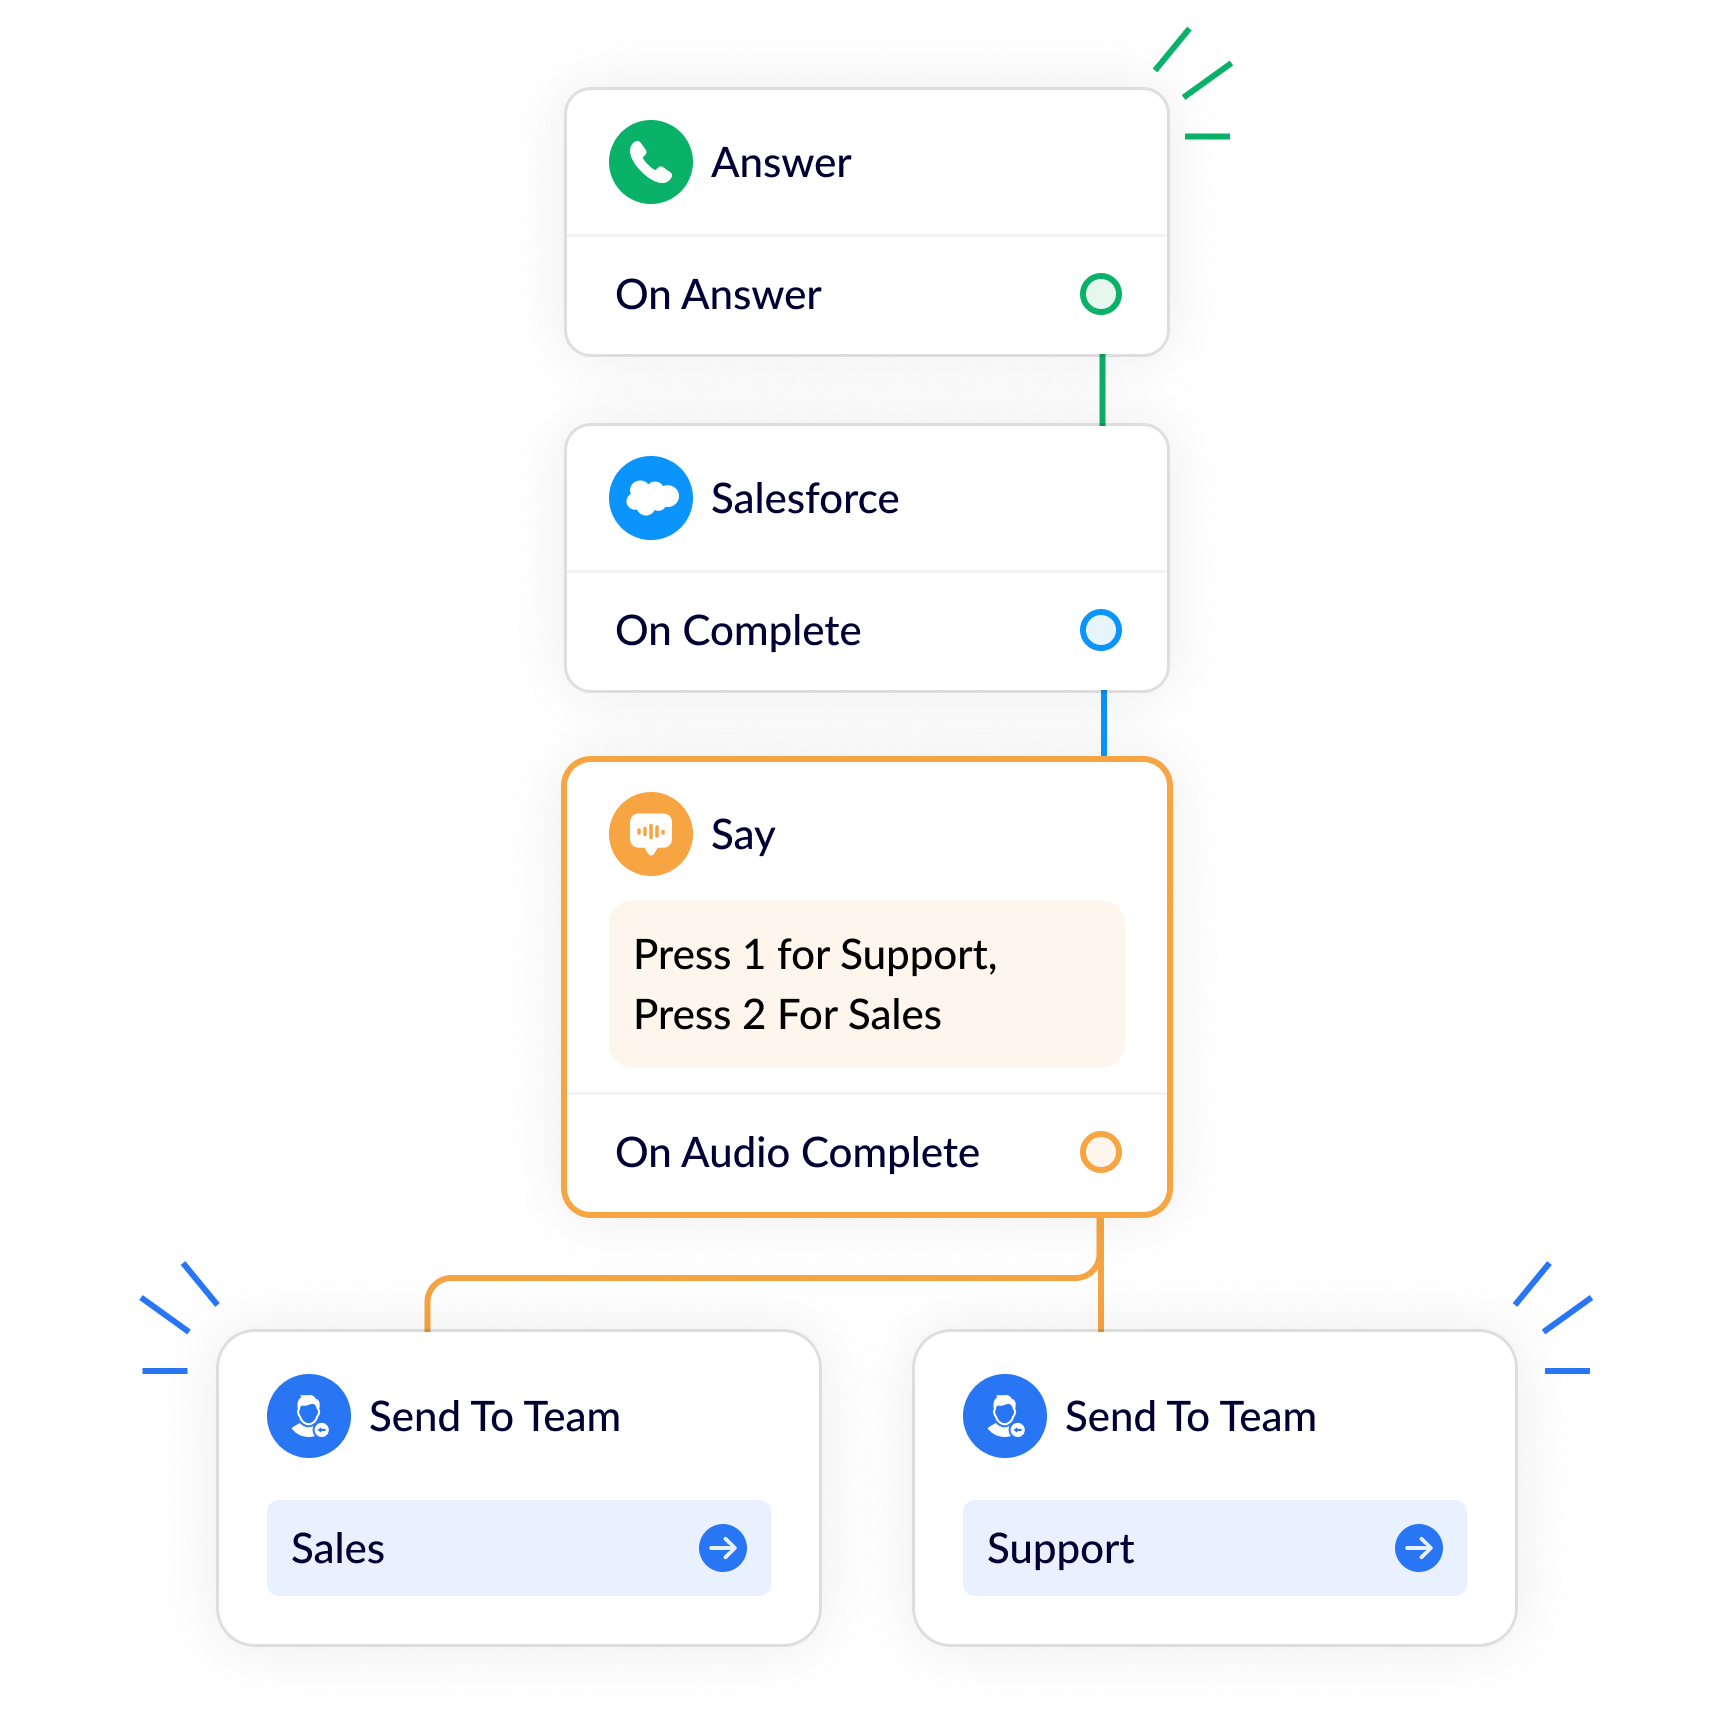 Answer
On Answer
Salesforce
On Complete
Say
Press 1 for Support,
Press 2 For Sales
On Audio Complete
Send To Team
Sales
Send To Team
Support